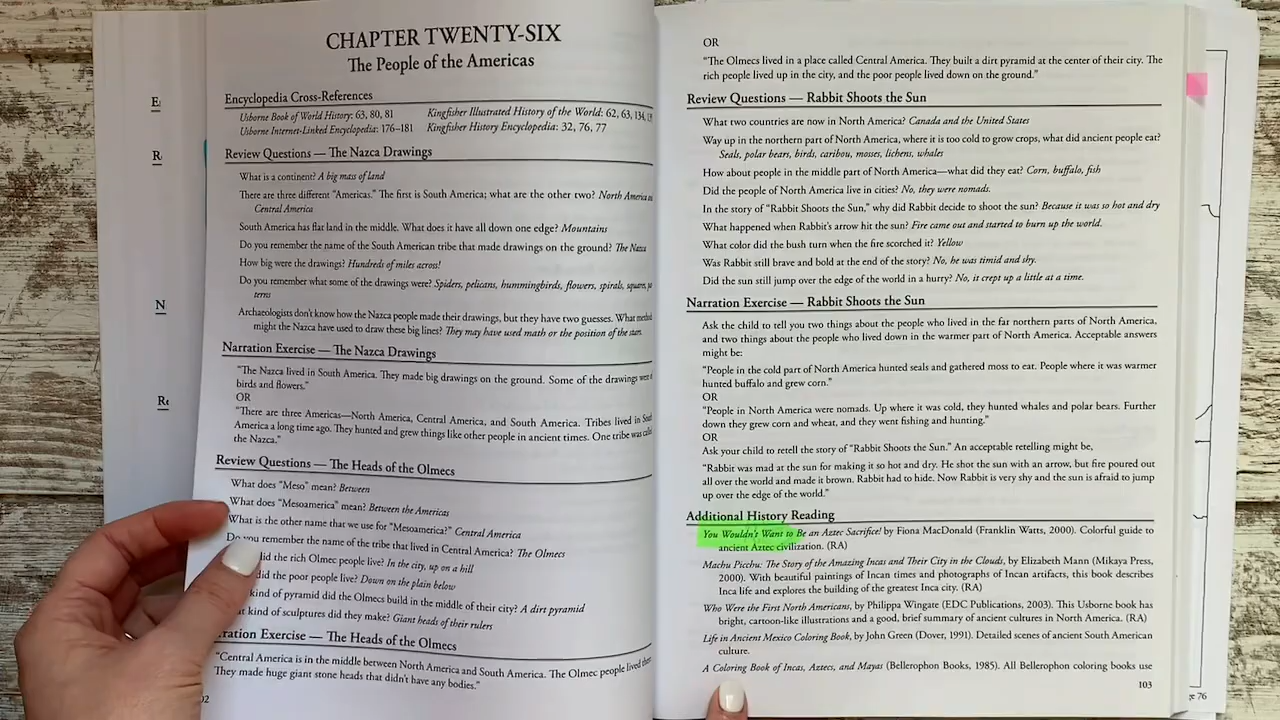 CHAPTER TWENTY-SIX
The People of the Americas
Encyclopedia Cross-References
Usborne Book of World History: 63, 80, 81
Usborne Internet-Linked Encyclopedia: 176–181
Kingfisher Illustrated History of the World: 62, 63, 134,
Kingfisher History Encyclopedia: 32, 76, 77
Review Questions — The Nazca Drawings
What is a continent? A big mass of land
There are three different "Americas." The first is South America; what are the other two? North America
Central America
South America has flat land in the middle. What does it have all down one edge? Mountains
Do you remember the name of the South American tribe that made drawings on the ground? The Nazca
How big were the drawings? Hundreds of miles across!
Do you remember what some of the drawings were? Spiders, pelicans, hummingbirds, flowers, spirals, square,
terns
Archaeologists don't know how the Nazca people made their drawings, but they have two guesses. What
might the Nazca have used to draw these big lines? They may have used math or the position of the stars.
Narration Exercise — The Nazca Drawings
"The Nazca lived in South America. They made big drawings on the ground. Some of the drawings were
birds and flowers."
OR
"There are three Americas—North America, Central America, and South America. Tribes lived in
America a long time ago. They hunted and grew things like other people in ancient times. One tribe was
the Nazca."
Review Questions — The Heads of the Olmecs
What does "Meso" mean? Between
What does "Mesoamerica" mean? Between the Americas
What is the other name that we use for "Mesoamerica?" Central America
Do you remember the name of the tribe that lived in Central America? The Olmecs
did the rich Olmec people live? In the city, up on a hill
did the poor people live? Down on the plain below
kind of pyramid did the Olmecs build in the middle of their city? A dirt pyramid
kind of sculptures did they make? Giant heads of their rulers
ration Exercise — The Heads of the Olmecs
"Central America is in the middle between North America and South America. The Olmec people lived
They made huge giant stone heads that didn't have any bodies."
OR
"The Olmecs lived in a place called Central America. They built a dirt pyramid at the center of their city. The
rich people lived up in the city, and the poor people lived down on the ground."
Review Questions — Rabbit Shoots the Sun
What two countries are now in North America? Canada and the United States
Way up in the northern part of North America, where it is too cold to grow crops, what did ancient people eat?
Seals, polar bears, birds, caribou, mosses, lichens, whales
How about people in the middle part of North America—what did they eat? Corn, buffalo, fish
Did the people of North America live in cities? No, they were nomads.
In the story of "Rabbit Shoots the Sun," why did Rabbit decide to shoot the sun? Because it was so hot and dry
What happened when Rabbit's arrow hit the sun? Fire came out and started to burn up the world.
What color did the bush turn when the fire scorched it? Yellow
Was Rabbit still brave and bold at the end of the story? No, he was timid and shy.
Did the sun still jump over the edge of the world in a hurry? No, it crept up a little at a time.
Narration Exercise — Rabbit Shoots the Sun
Ask the child to tell you two things about the people who lived in the far northern parts of North America,
and two things about the people who lived down in the warmer part of North America. Acceptable answers
might be:
"People in the cold part of North America hunted seals and gathered moss to eat. People where it was warmer
hunted buffalo and grew corn."
OR
"People in North America were nomads. Up where it was cold, they hunted whales and polar bears. Further
down they grew corn and wheat, and they went fishing and hunting."
OR
Ask your child to retell the story of "Rabbit Shoots the Sun." An acceptable retelling might be,
"Rabbit was mad at the sun for making it so hot and dry. He shot the sun with an arrow, but fire poured out
all over the world and made it brown. Rabbit had to hide. Now Rabbit is very shy and the sun is afraid to jump
up over the edge of the world."
Additional History Reading
You Wouldn't Want to Be an Aztec Sacrifice! by Fiona MacDonald (Franklin Watts, 2000). Colorful guide to
ancient Aztec civilization. (RA)
Machu Picchu: The Story of the Amazing Incas and Their City in the Clouds, by Elizabeth Mann (Mikaya Press,
2000). With beautiful paintings of Incan times and photographs of Incan artifacts, this book describes
Inca life and explores the building of the greatest Inca city. (RA)
Who Were the First North Americans, by Philippa Wingate (EDC Publications, 2003). This Usborne book has
bright, cartoon-like illustrations and a good, brief summary of ancient cultures in North America. (RA)
Life in Ancient Mexico Coloring Book, by John Green (Dover, 1991). Detailed scenes of ancient South American
culture.
A Coloring Book of Incas, Aztecs, and Mayas (Bellerophon Books, 1985). All Bellerophon coloring books use
103
76